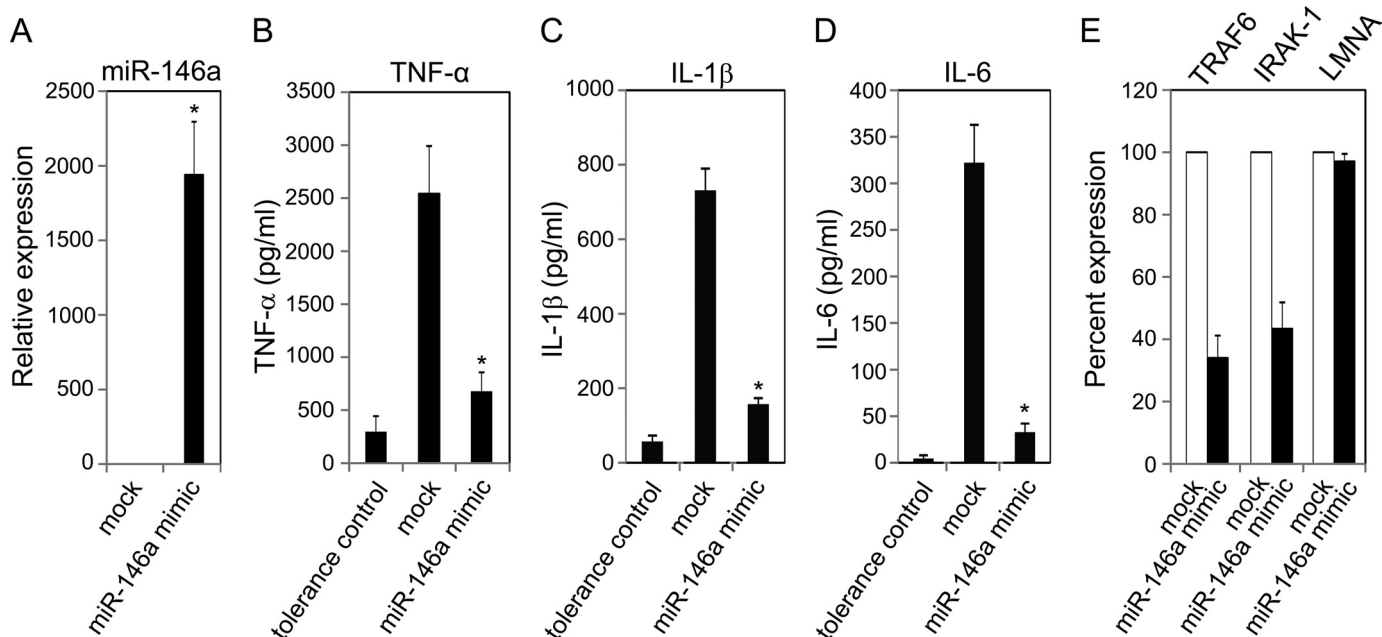 A
miR-146a
Relative expression
2500
2000
1500
1000
500
0
*
mock
miR-146a mimic
B
TNF-α
TNF-α (pg/ml)
3500
3000
2500
2000
1500
1000
500
0
*
tolerance control
mock
miR-146a mimic
C
IL-1β
IL-1β (pg/ml)
1000
800
600
400
200
0
*
tolerance control
mock
miR-146a mimic
D
IL-6
IL-6 (pg/ml)
400
350
300
250
200
150
100
50
0
*
tolerance control
mock
miR-146a mimic
E
TRAF6
IRAK-1
LMNA
Percent expression
120
100
80
60
40
20
0
mock
miR-146a mimic
mock
miR-146a mimic
mock
miR-146a mimic